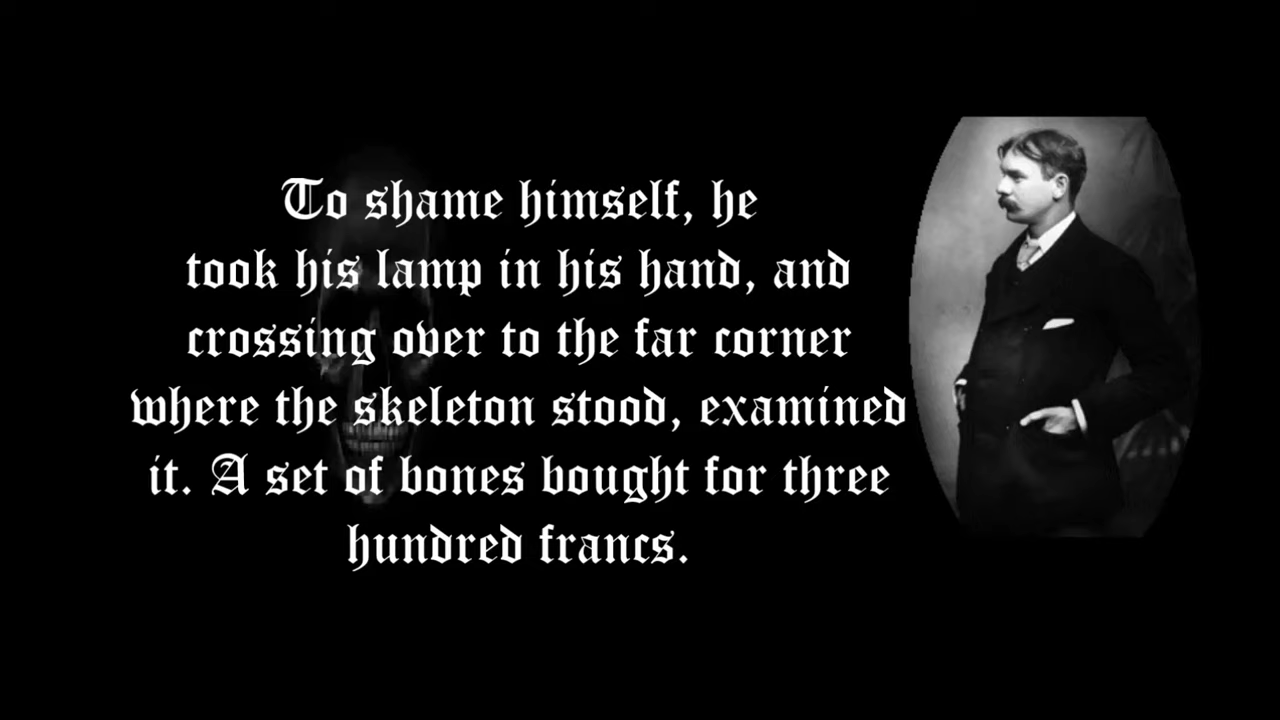 To shame himself, he
took his lamp in his hand, and
crossing over to the far corner
where the skeleton stood, examined
it. A set of bones bought for three
hundred francs.